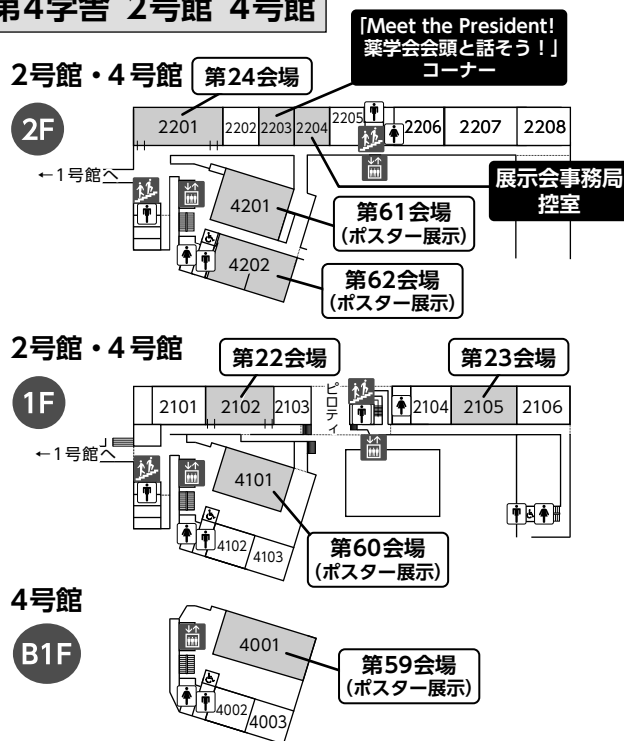 第4学舎 2号館 4号館
「Meet the President!
薬学会会頭と話そう！」
コーナー
2号館・4号館
第24会場
2F
2201
2202
2203
2204
2205
2206
2207
2208
←1号館へ
展示会事務局
控室
4201
第61会場
(ポスター展示)
4202
第62会場
(ポスター展示)
2号館・4号館
第22会場
第23会場
1F
2101
2102
2103
ピロティ
2104
2105
2106
←1号館へ
4101
4102
4103
第60会場
(ポスター展示)
4号館
B1F
4001
第59会場
(ポスター展示)
4002
4003